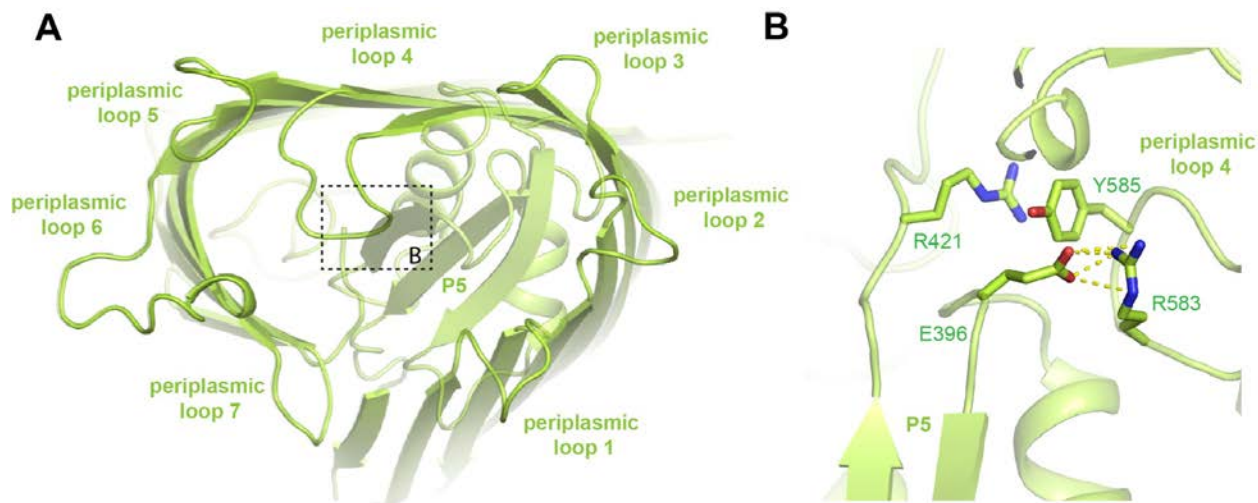 A
periplasmic
loop 4
periplasmic
loop 3
periplasmic
loop 5
periplasmic
loop 6
periplasmic
loop 2
B
P5
periplasmic
loop 7
periplasmic
loop 1
B
periplasmic
loop 4
Y585
R421
E396
R583
P5